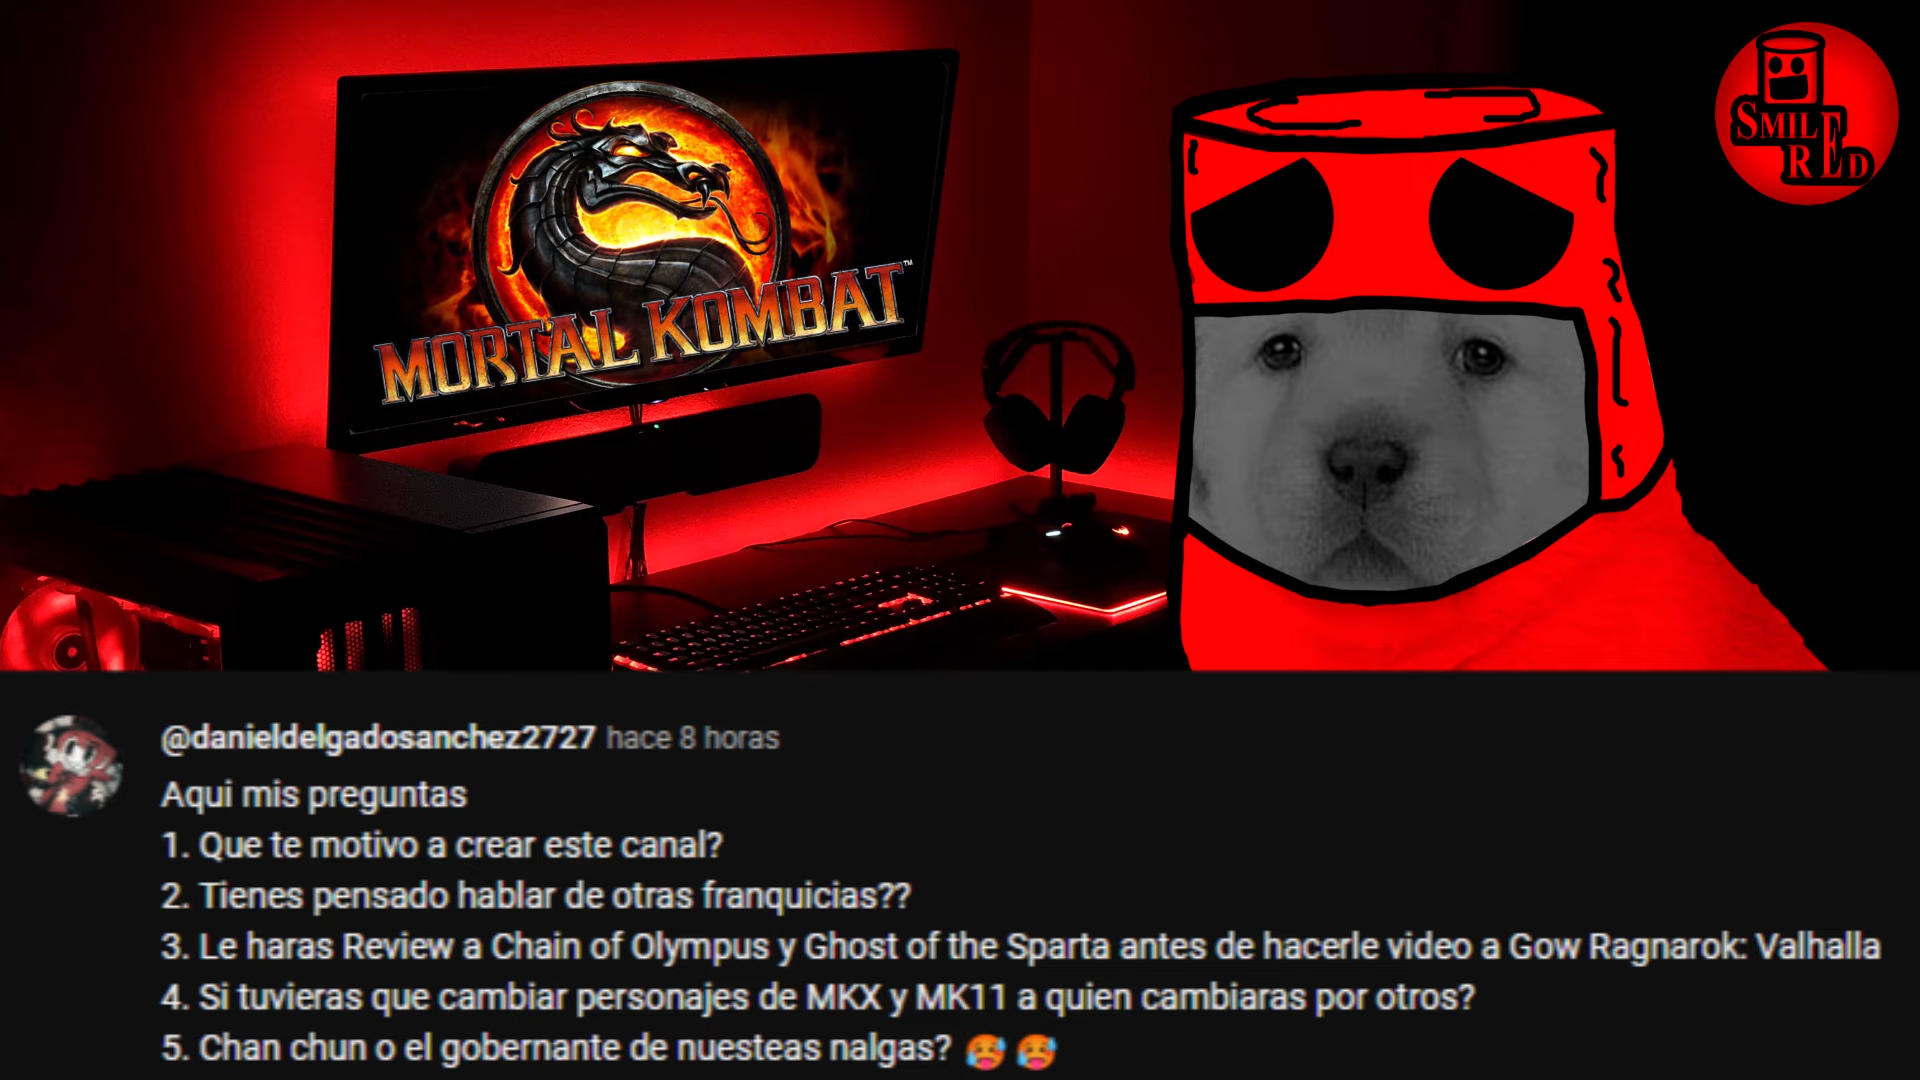 MORTAL KOMBAT™
SMILE
RED
@danieldelgadosanchez2727 hace 8 horas
Aqui mis preguntas
1. Que te motivo a crear este canal?
2. Tienes pensado hablar de otras franquicias??
3. Le haras Review a Chain of Olympus y Ghost of the Sparta antes de hacerle video a Gow Ragnarok: Valhalla
4. Si tuvieras que cambiar personajes de MKX y MK11 a quien cambiaras por otros?
5. Chan chun o el gobernante de nuesteas nalgas? 🥵 🥵